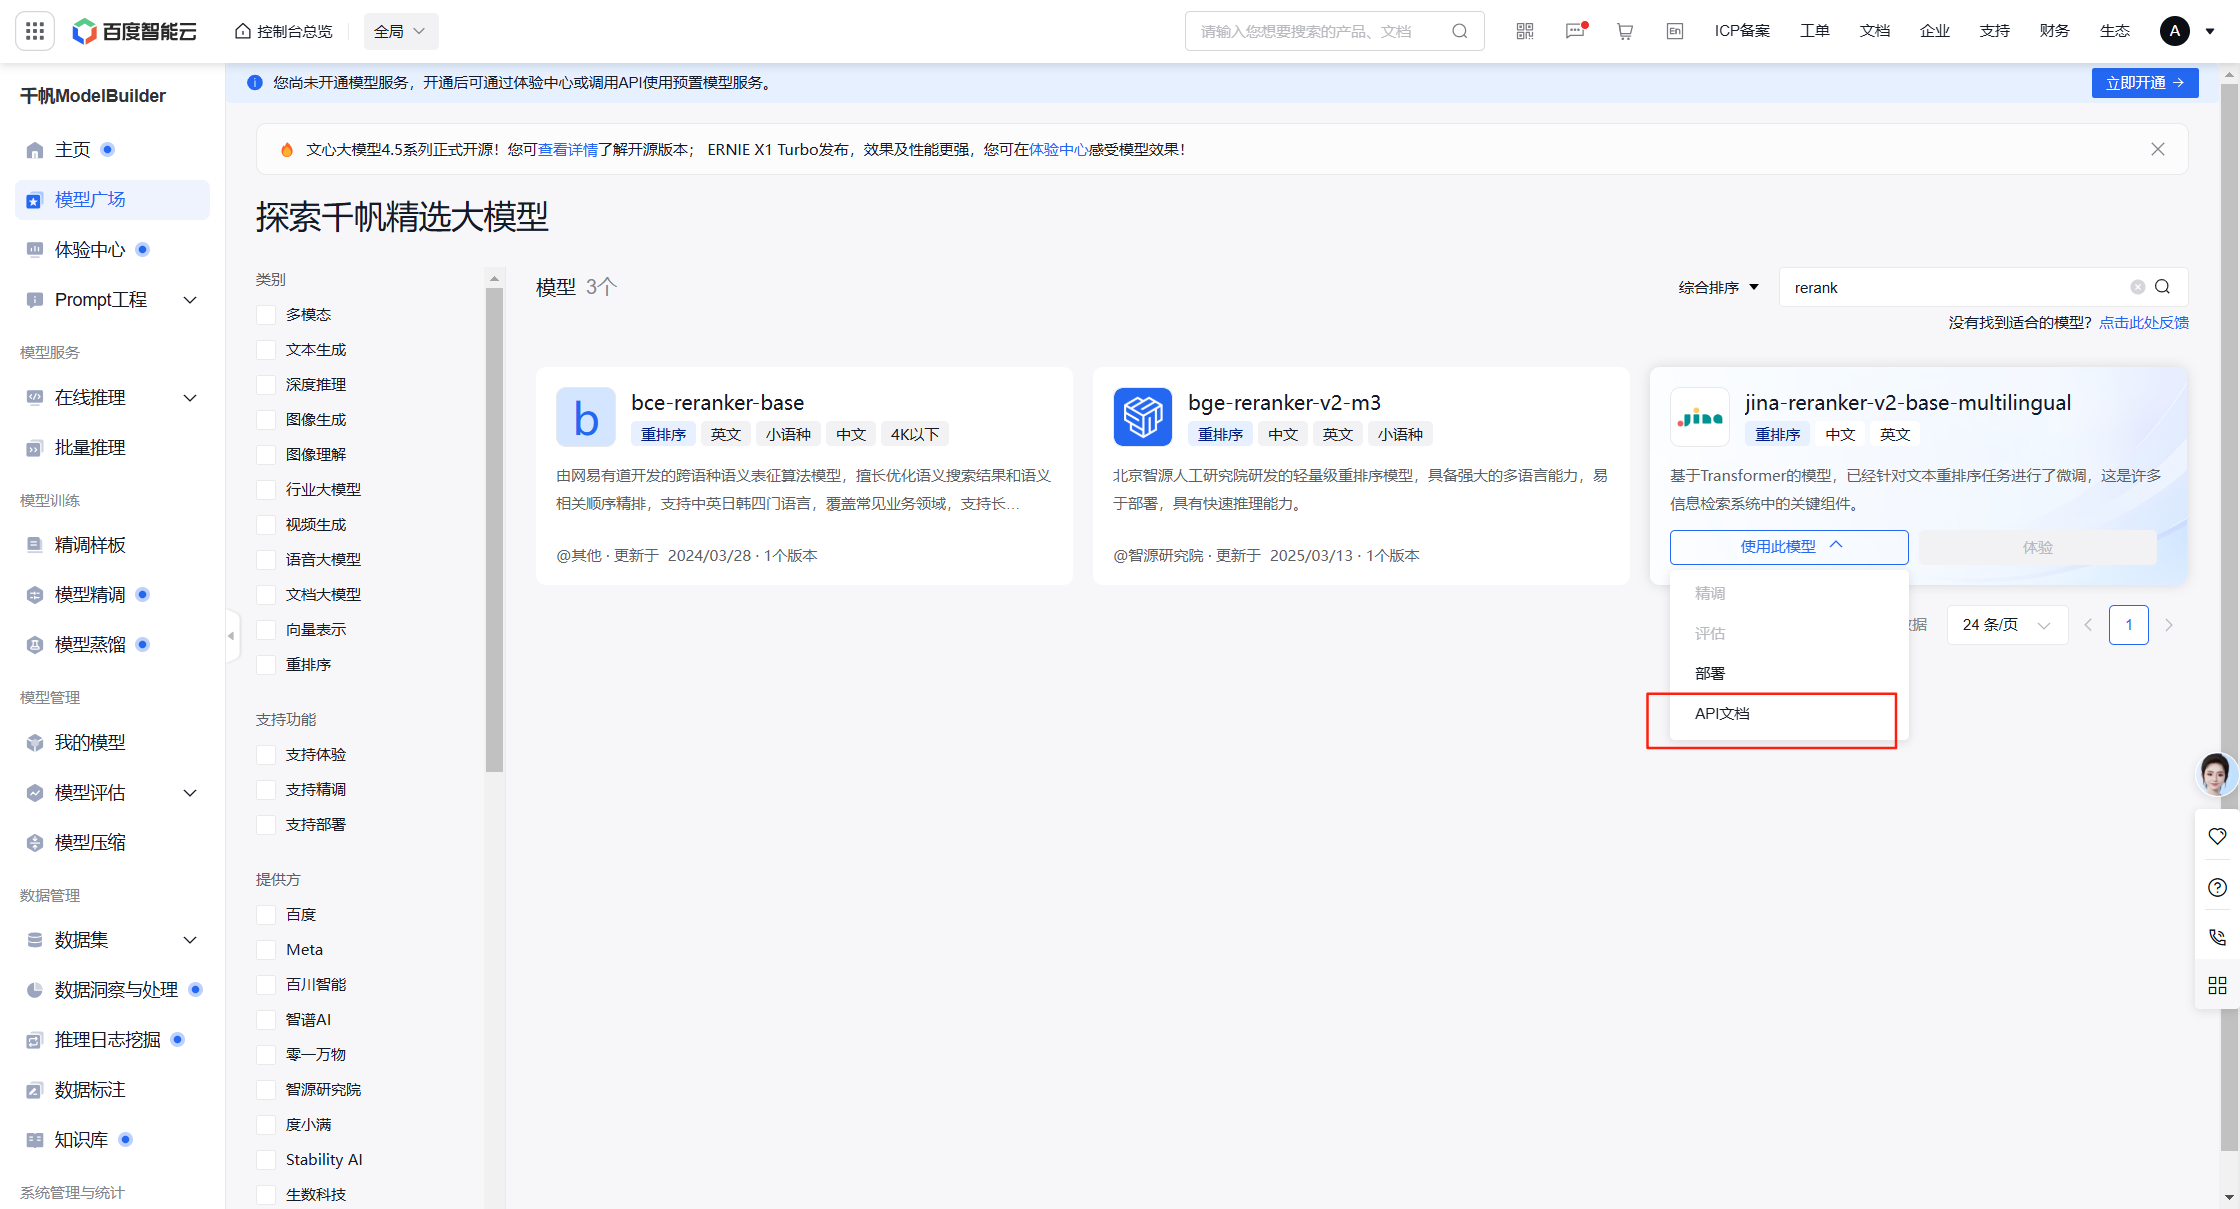 百度智能云
控制台总览
全局
请输入您想要搜索的产品、文档
En
ICP备案
工单
文档
企业
支持
财务
生态
A
千帆ModelBuilder
主页
模型广场
体验中心
Prompt工程
模型服务
在线推理
批量推理
模型训练
精调样板
模型精调
模型蒸馏
模型管理
我的模型
模型评估
模型压缩
数据管理
数据集
数据洞察与处理
推理日志挖掘
数据标注
知识库
系统管理与统计
您尚未开通模型服务，开通后可通过体验中心或调用API使用预置模型服务。
立即开通
文心大模型4.5系列正式开源！您可查看详情了解开源版本； ERNIE X1 Turbo发布，效果及性能更强，您可在体验中心感受模型效果！
探索千帆精选大模型
类别
多模态
文本生成
深度推理
图像生成
图像理解
行业大模型
视频生成
语音大模型
文档大模型
向量表示
重排序
支持功能
支持体验
支持精调
支持部署
提供方
百度
Meta
百川智能
智谱AI
零一万物
智源研究院
度小满
Stability AI
生数科技
模型 3个
综合排序
rerank
没有找到适合的模型？点击此处反馈
b
bce-reranker-base
重排序 英文 小语种 中文 4K以下
由网易有道开发的跨语种语义表征算法模型，擅长优化语义搜索结果和语义
相关顺序精排，支持中英日韩四门语言，覆盖常见业务领域，支持长...
@其他 · 更新于 2024/03/28 · 1个版本
bge-reranker-v2-m3
重排序 中文 英文 小语种
北京智源人工研究院研发的轻量级重排序模型，具备强大的多语言能力，易
于部署，具有快速推理能力。
@智源研究院 · 更新于 2025/03/13 · 1个版本
jina
jina-reranker-v2-base-multilingual
重排序 中文 英文
基于Transformer的模型，已经针对文本重排序任务进行了微调，这是许多
信息检索系统中的关键组件。
使用此模型
体验
精调
评估
部署
API文档
据
24 条/页
1